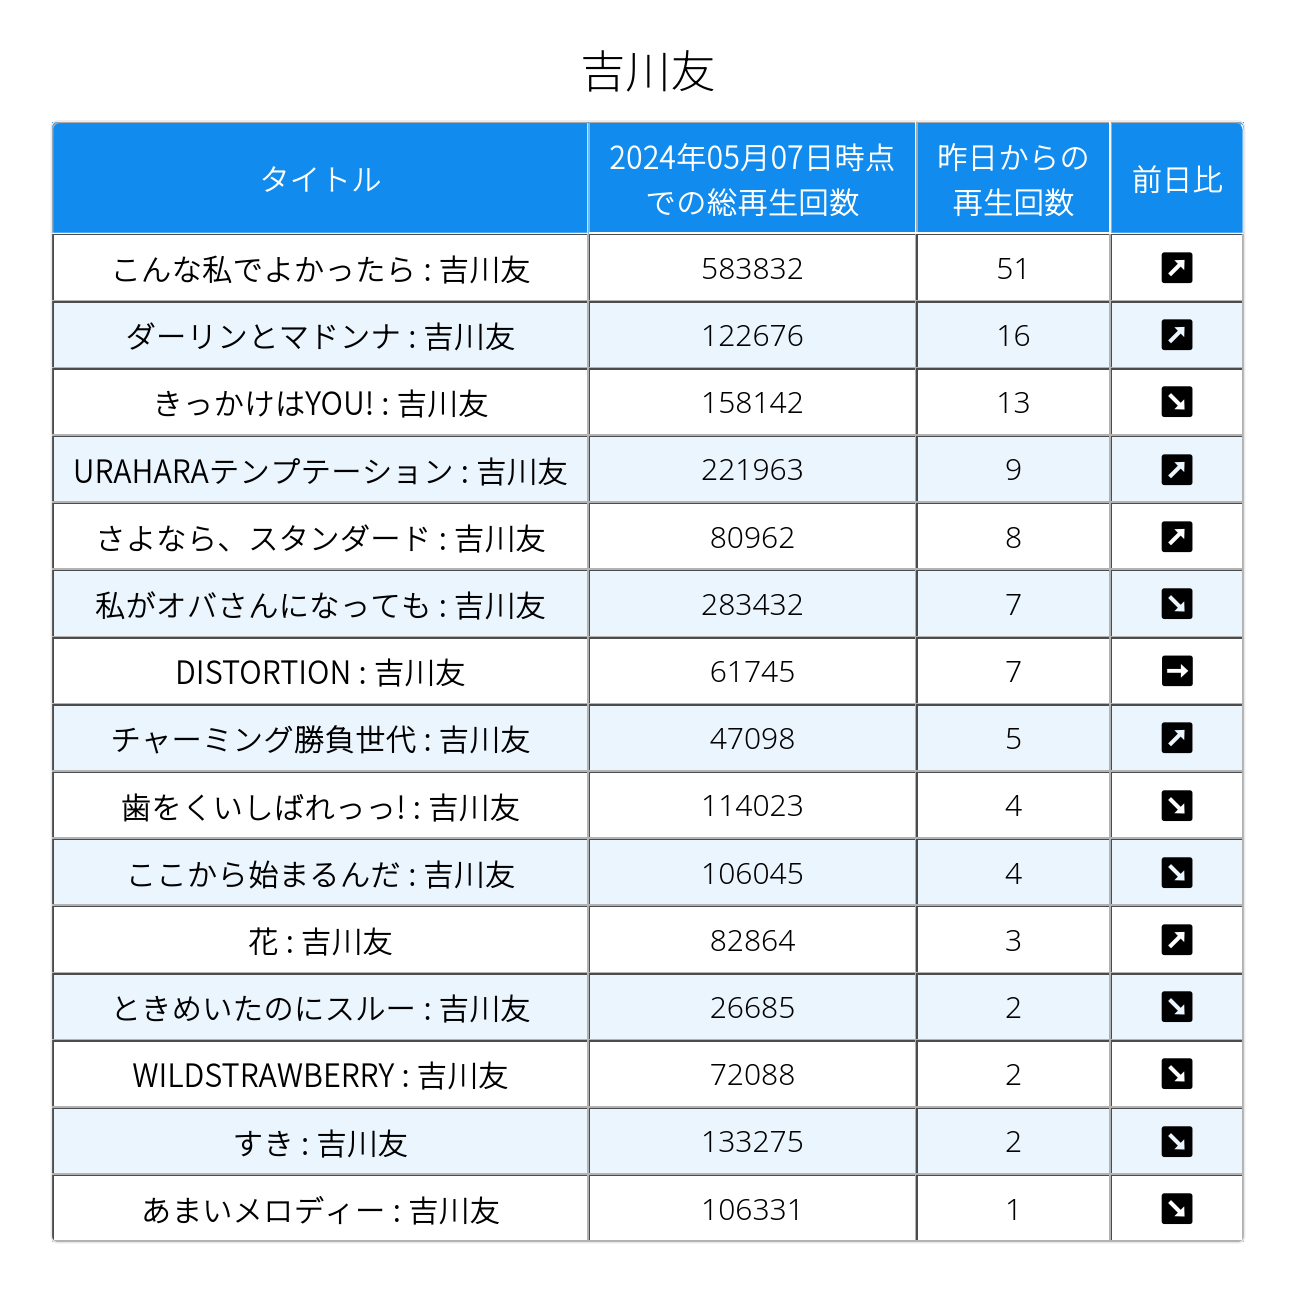 吉川友
タイトル 2024年05月07日時点での総再生回数 昨日からの再生回数 前日比
こんな私でよかったら : 吉川友 583832 51 ↗
ダーリンとマドンナ : 吉川友 122676 16 ↗
きっかけはYOU! : 吉川友 158142 13 ↘
URAHARAテンプテーション : 吉川友 221963 9 ↗
さよなら、スタンダード : 吉川友 80962 8 ↗
私がオバさんになっても : 吉川友 283432 7 ↘
DISTORTION : 吉川友 61745 7 →
チャーミング勝負世代 : 吉川友 47098 5 ↗
歯をくいしばれっっ! : 吉川友 114023 4 ↘
ここから始まるんだ : 吉川友 106045 4 ↘
花 : 吉川友 82864 3 ↗
ときめいたのにスルー : 吉川友 26685 2 ↘
WILDSTRAWBERRY : 吉川友 72088 2 ↘
すき : 吉川友 133275 2 ↘
あまいメロディー : 吉川友 106331 1 ↘